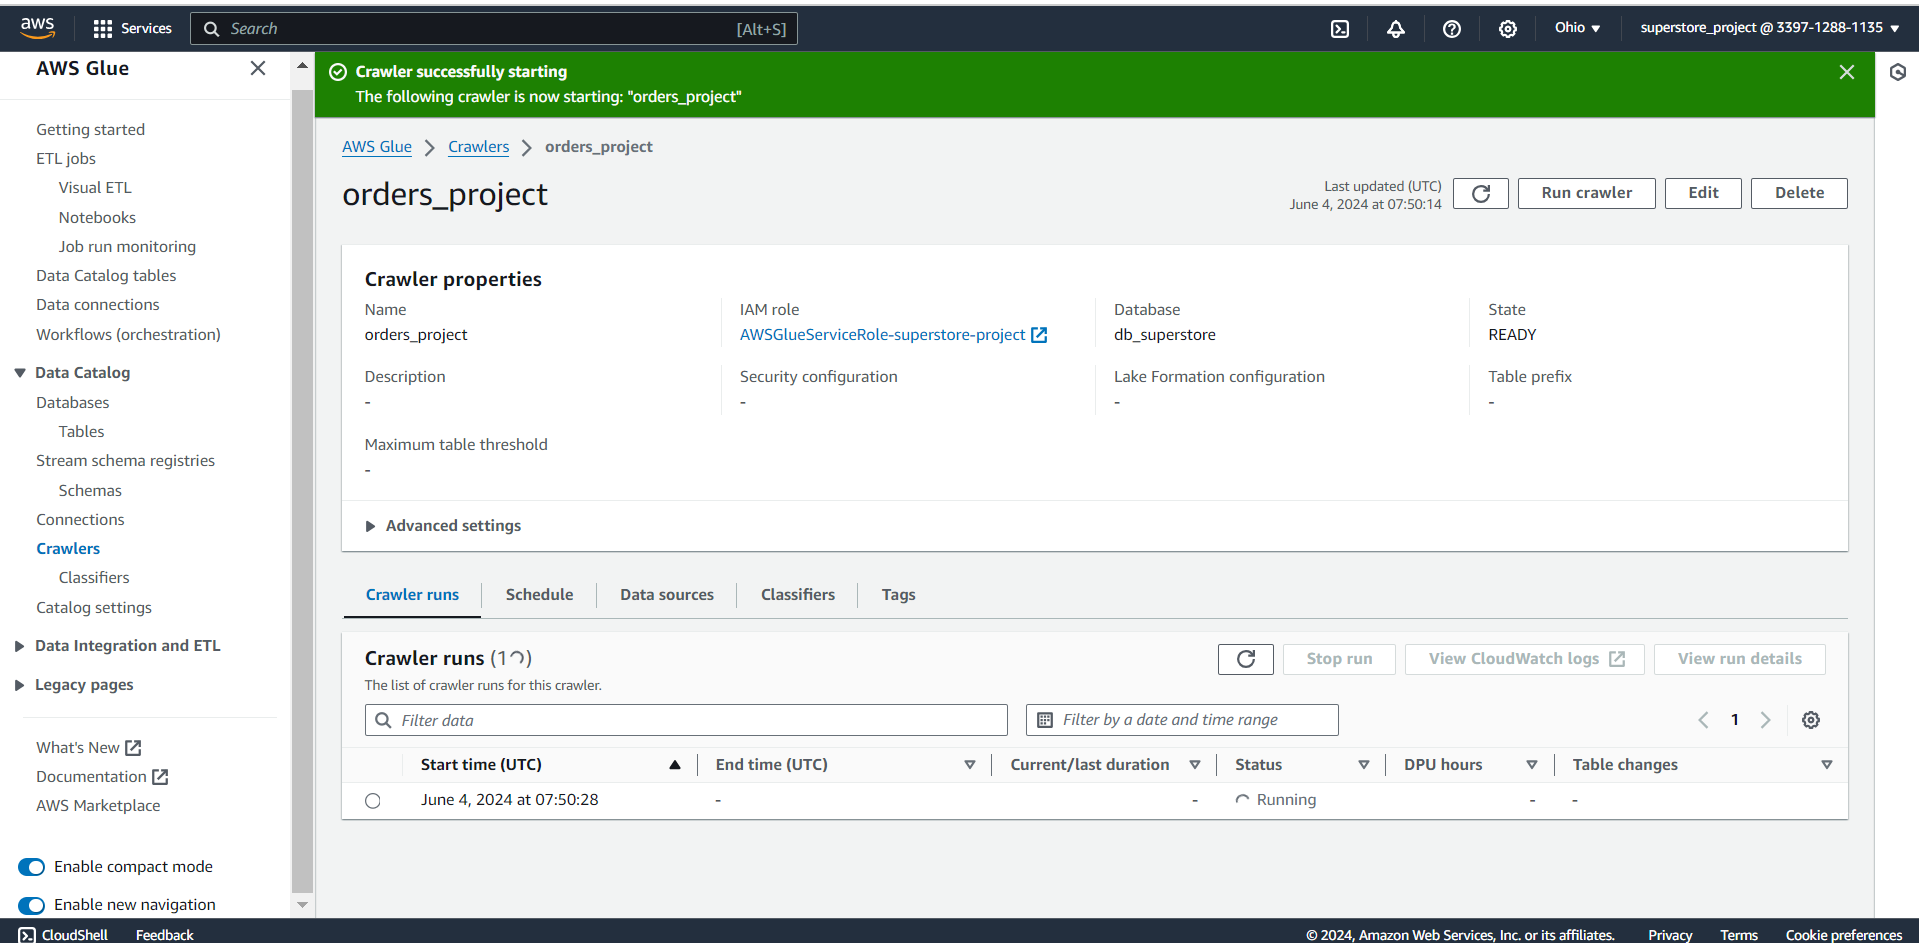 aws
Services
Search
[Alt+S]
Ohio
superstore_project @ 3397-1288-1135
AWS Glue
Getting started
ETL jobs
Visual ETL
Notebooks
Job run monitoring
Data Catalog tables
Data connections
Workflows (orchestration)
Data Catalog
Databases
Tables
Stream schema registries
Schemas
Connections
Crawlers
Classifiers
Catalog settings
Data Integration and ETL
Legacy pages
What's New
Documentation
AWS Marketplace
Enable compact mode
Enable new navigation
Crawler successfully starting
The following crawler is now starting: "orders_project"
AWS Glue
Crawlers
orders_project
orders_project
Last updated (UTC)
June 4, 2024 at 07:50:14
Run crawler
Edit
Delete
Crawler properties
Name
orders_project
IAM role
AWSGlueServiceRole-superstore-project
Database
db_superstore
State
READY
Description
-
Security configuration
-
Lake Formation configuration
-
Table prefix
-
Maximum table threshold
-
Advanced settings
Crawler runs
Schedule
Data sources
Classifiers
Tags
Crawler runs (1)
The list of crawler runs for this crawler.
Stop run
View CloudWatch logs
View run details
Filter data
Filter by a date and time range
1
Start time (UTC)
End time (UTC)
Current/last duration
Status
DPU hours
Table changes
June 4, 2024 at 07:50:28
-
-
Running
-
-
CloudShell
Feedback
© 2024, Amazon Web Services, Inc. or its affiliates.
Privacy
Terms
Cookie preferences